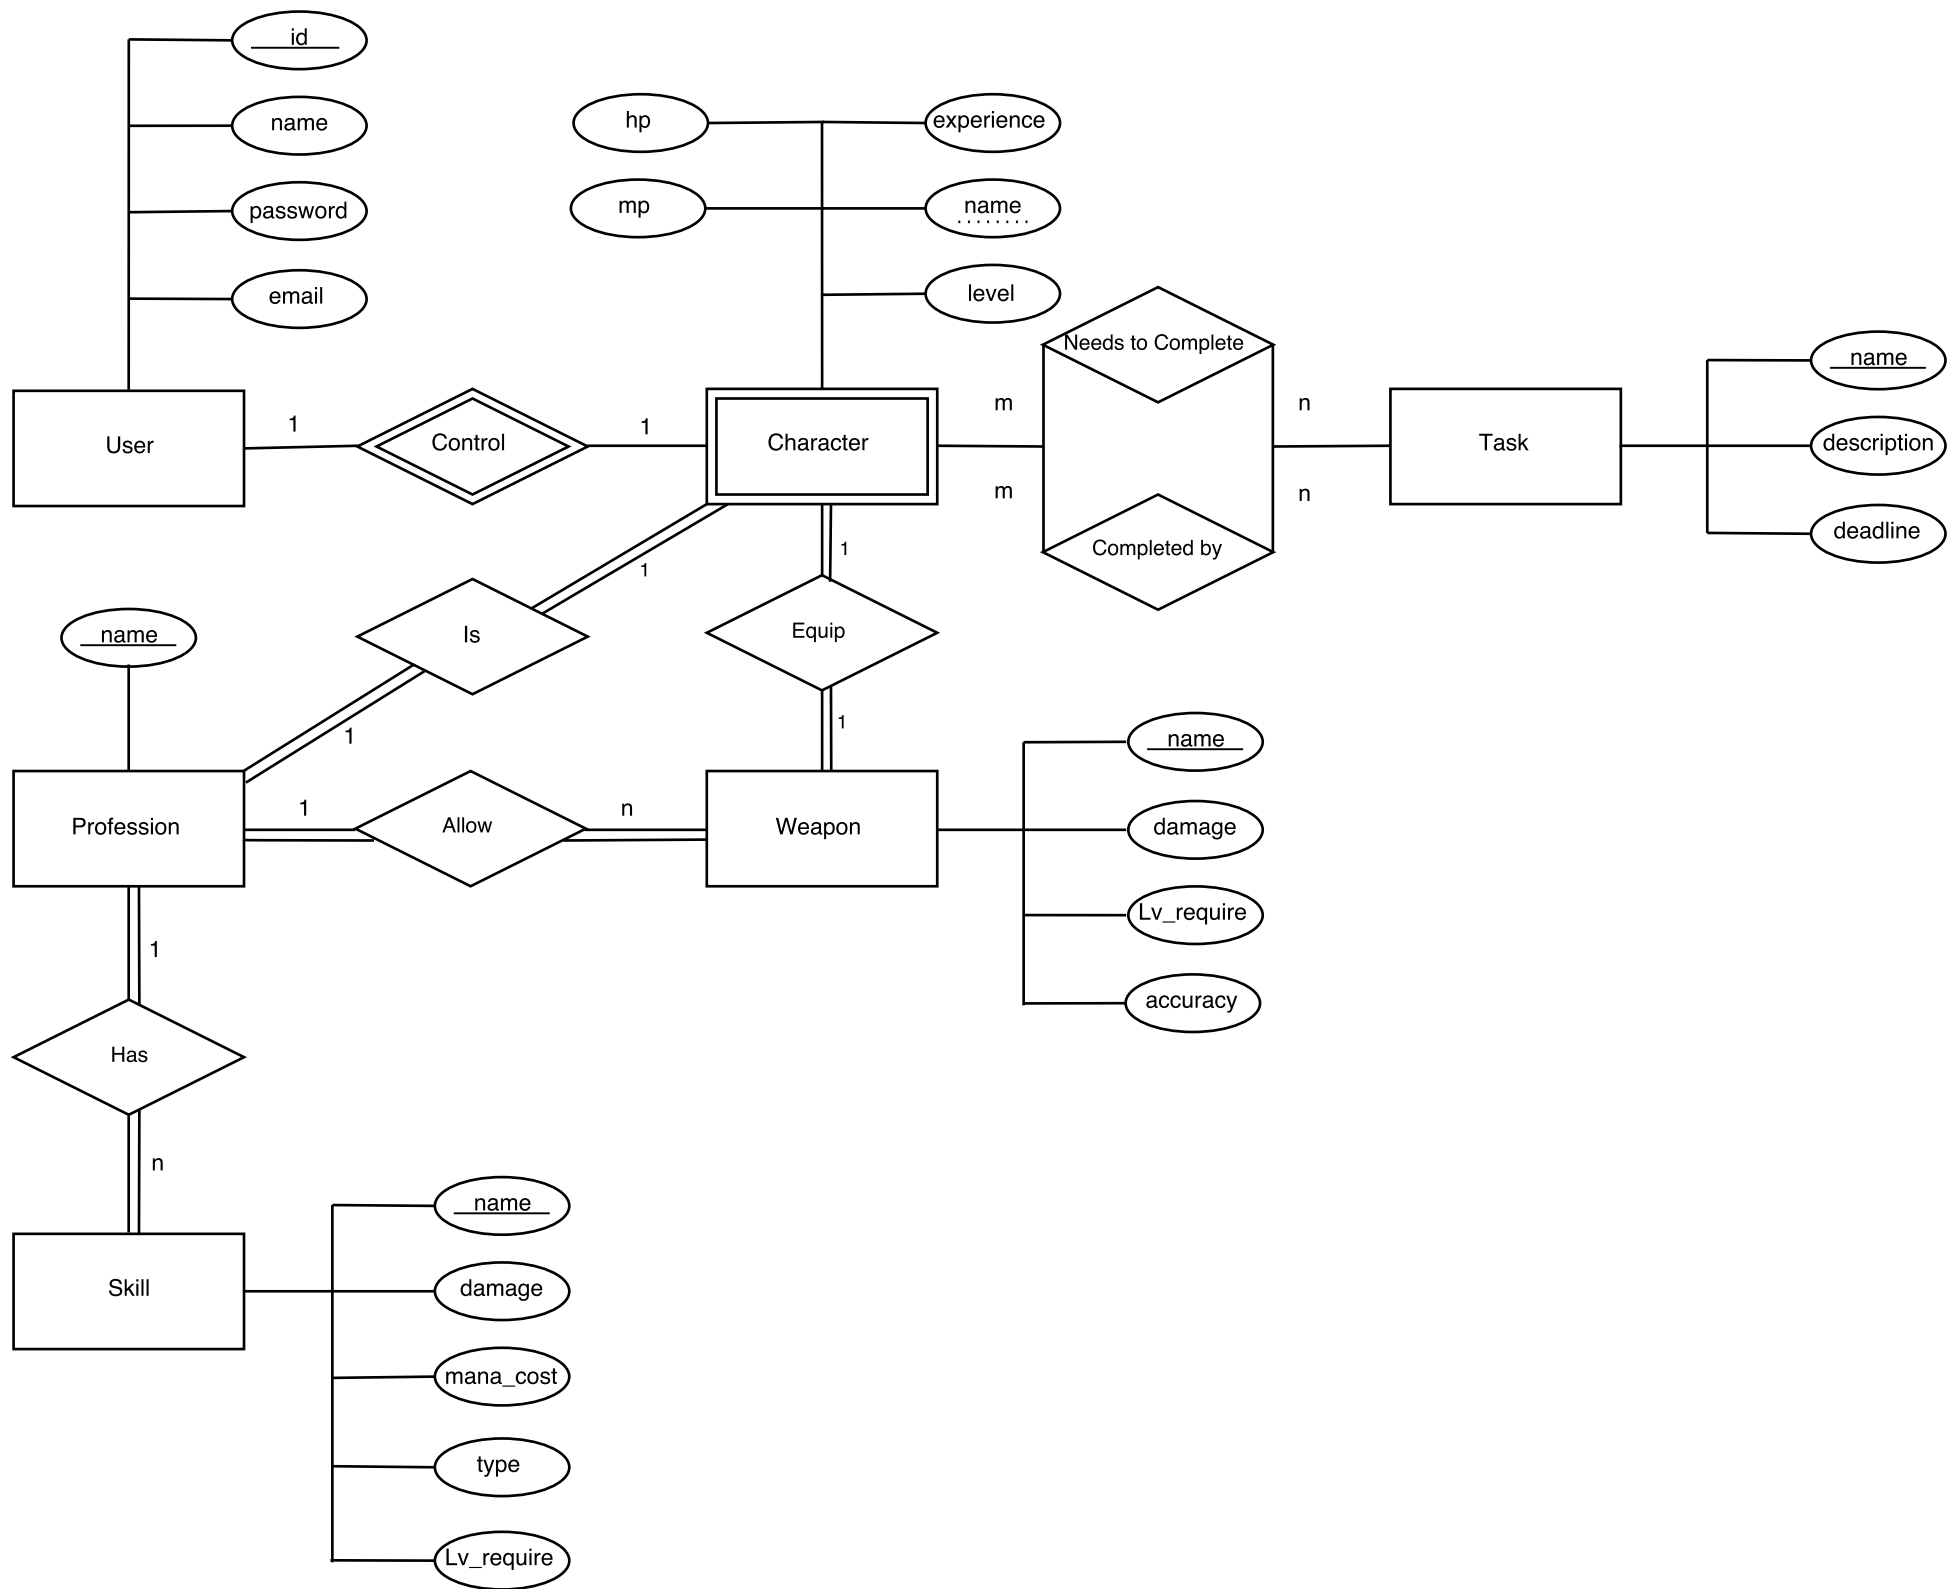 id
name
password
email
hp
experience
mp
name
level
Needs to Complete
name
User
1
Control
1
Character
m
n
Task
description
m
n
Completed by
deadline
1
1
name
Is
Equip
1
1
name
Profession
1
Allow
n
Weapon
damage
Lv_require
1
accuracy
Has
n
name
Skill
damage
mana_cost
type
Lv_require